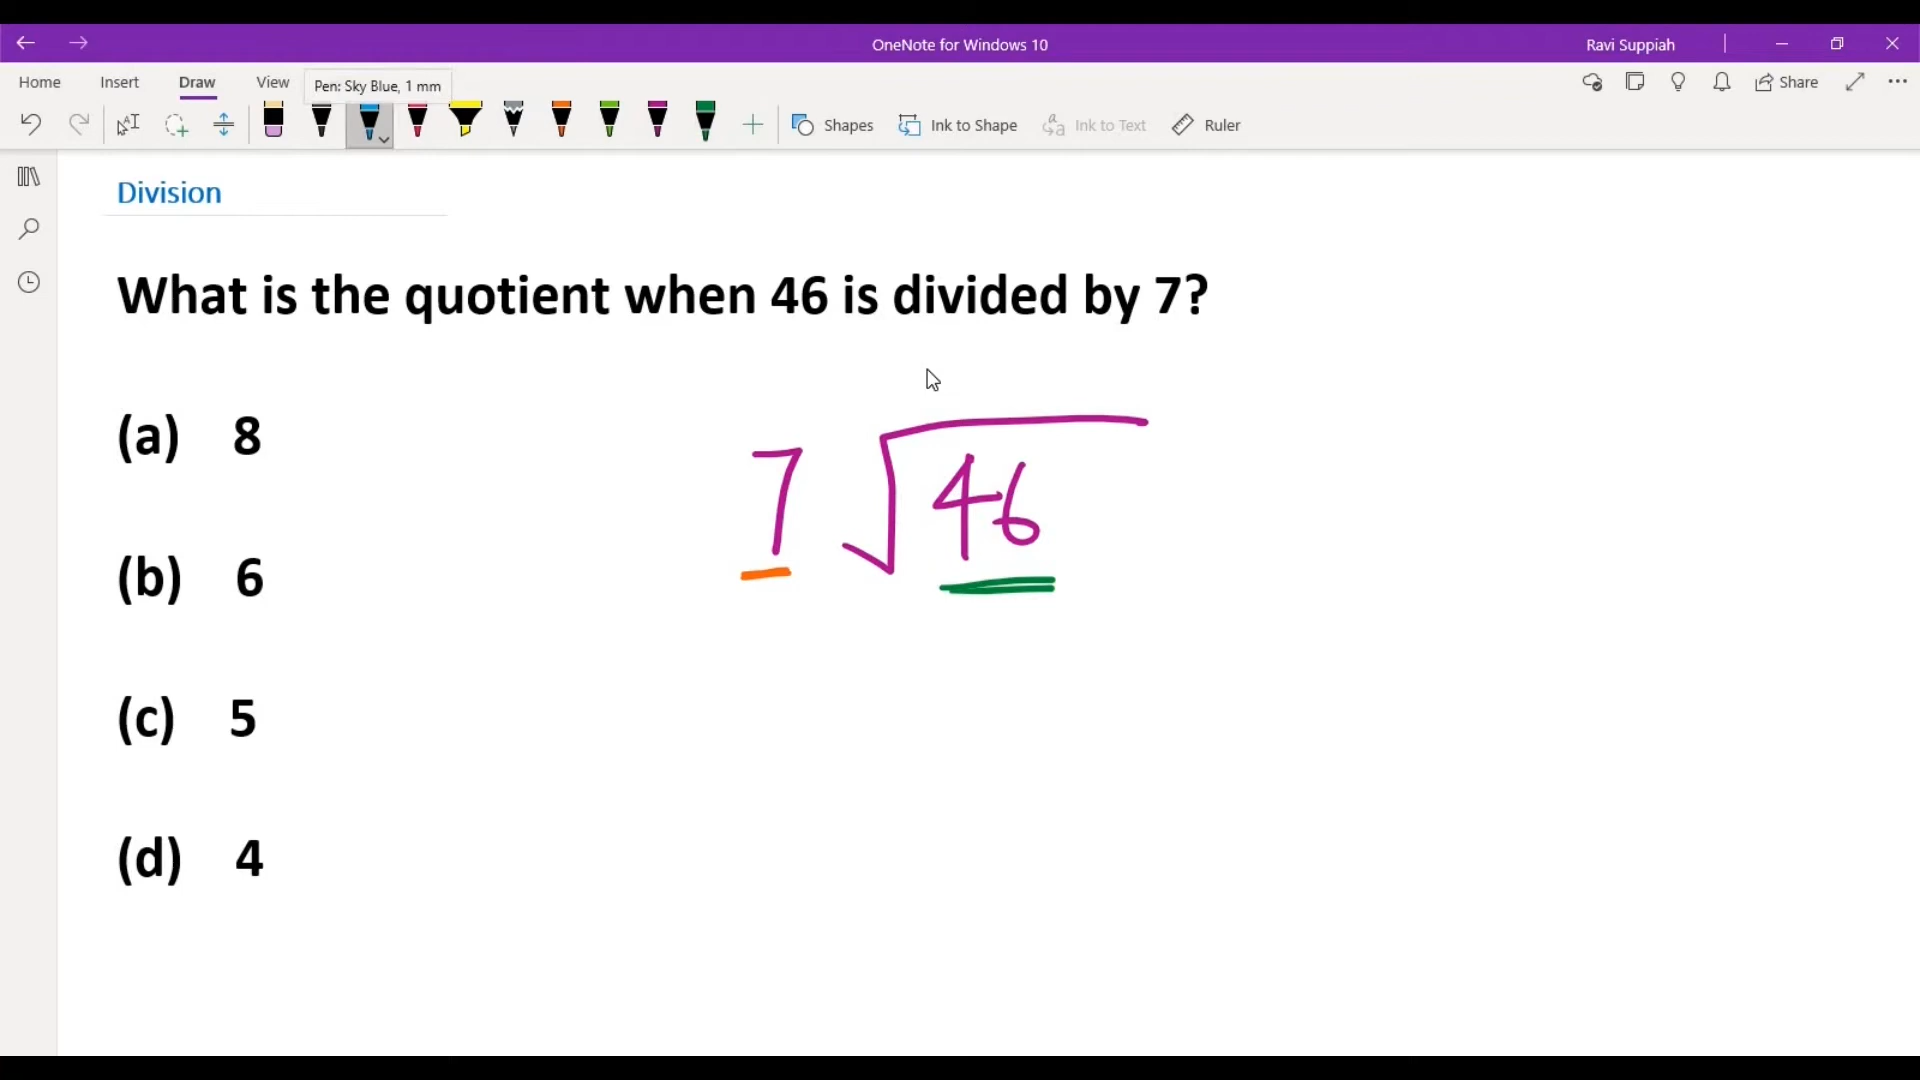 OneNote for Windows 10
Ravi Suppiah
Home Insert Draw View
Pen: Sky Blue, 1 mm
Share
Shapes Ink to Shape Ink to Text Ruler
Division
What is the quotient when 46 is divided by 7?
(a) 8
7 46
(b) 6
(c) 5
(d) 4